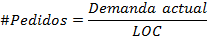 #Pedidos = Demanda actual / LOC